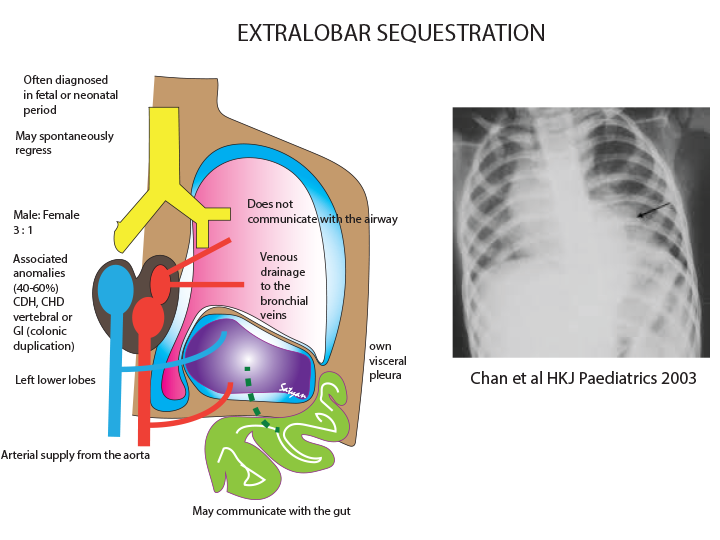 EXTRALOBAR SEQUESTRATION
Often diagnosed
in fetal or neonatal
period
May spontaneously
regress
Male: Female
3 : 1
Associated
anomalies
(40-60%)
CDH, CHD
vertebral or
GI (colonic
duplication)
Left lower lobes
Arterial supply from the aorta
Does not
communicate with the airway
Venous
drainage
to the
bronchial
veins
own
visceral
pleura
Satyan
May communicate with the gut
Chan et al HKJ Paediatrics 2003